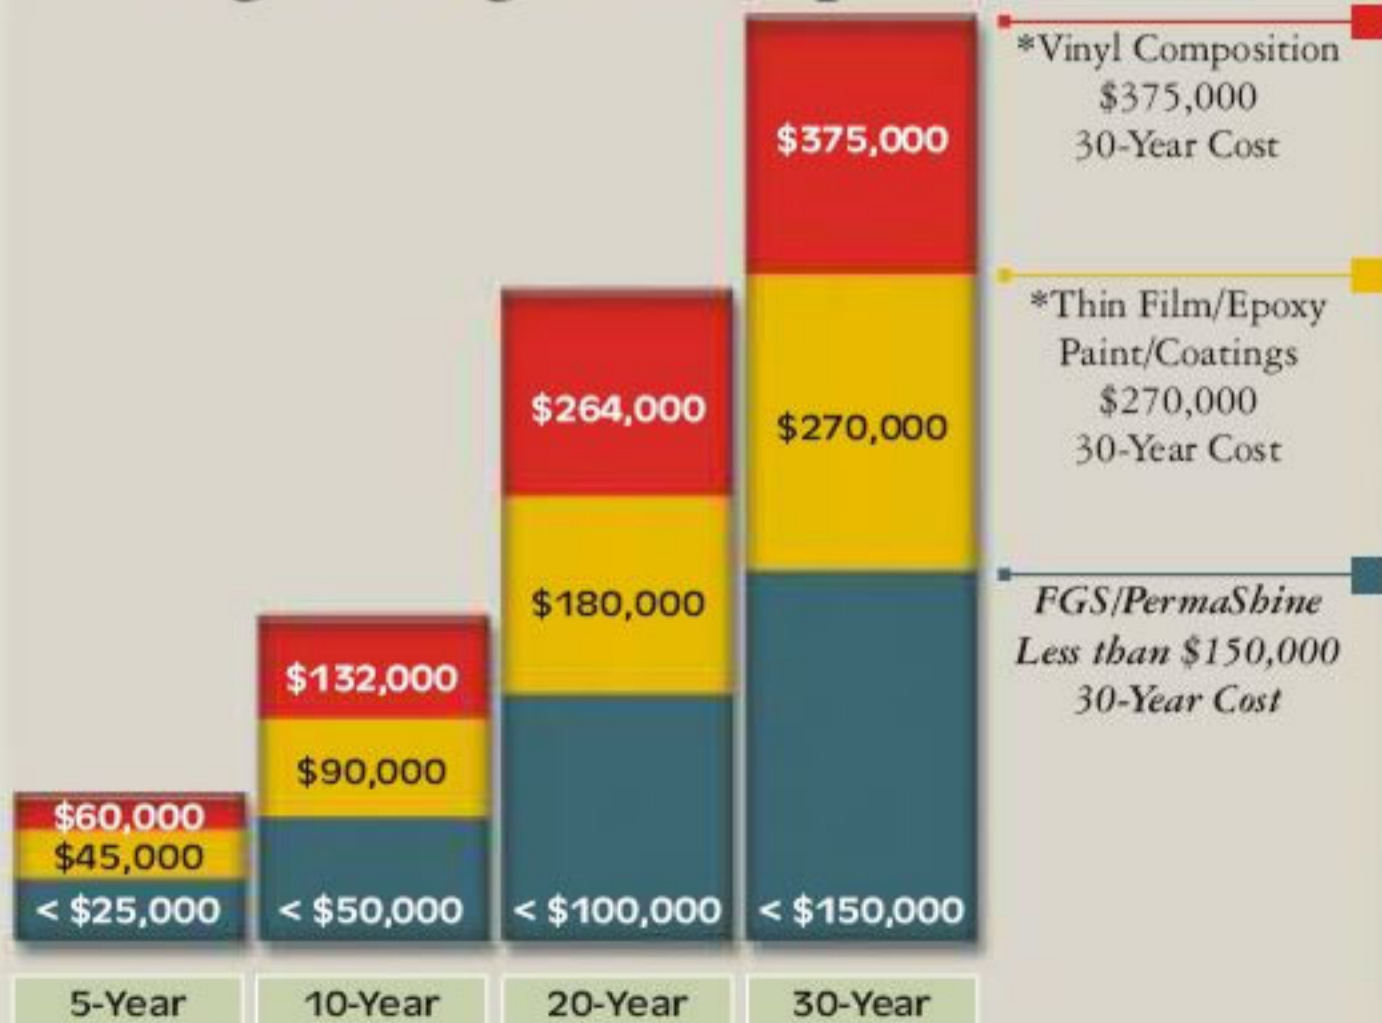 $375,000
$264,000
$270,000
$132,000
$180,000
$90,000
$60,000
$45,000
< $25,000
< $50,000
< $100,000
< $150,000
5-Year
10-Year
20-Year
30-Year
*Vinyl Composition
$375,000
30-Year Cost
*Thin Film/Epoxy
Paint/Coatings
$270,000
30-Year Cost
FGS/PermaShine
Less than $150,000
30-Year Cost